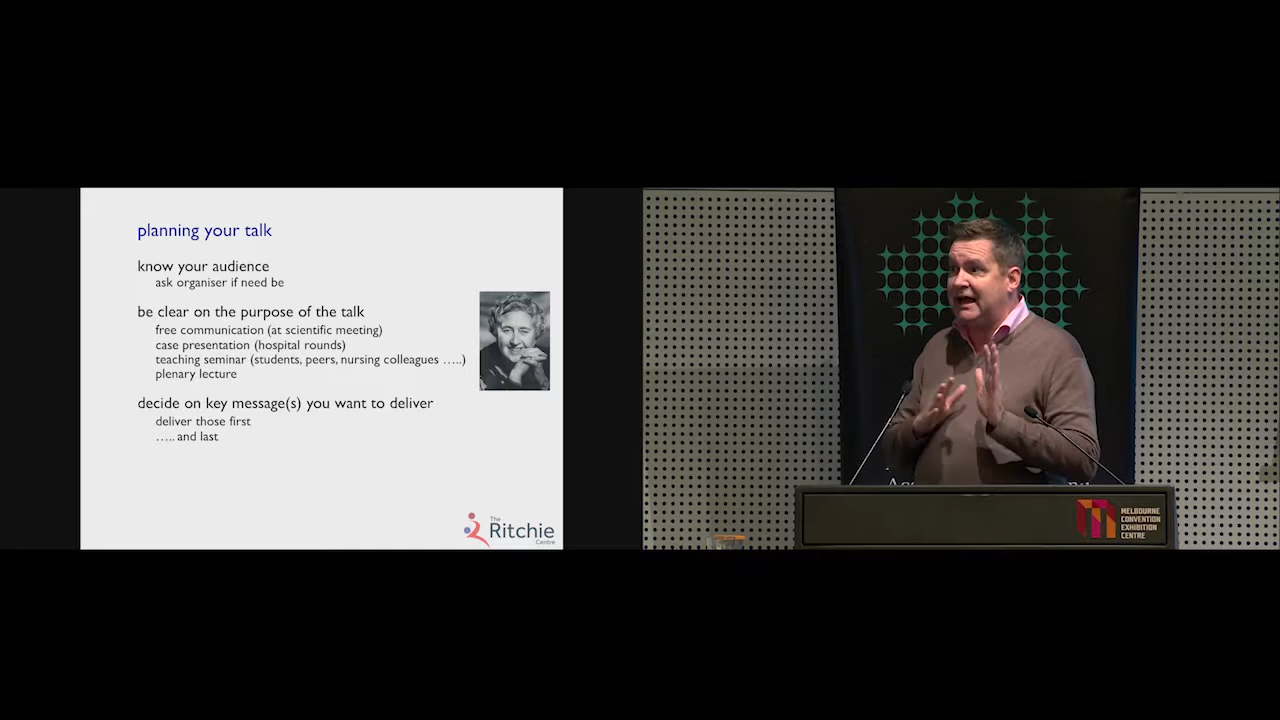 planning your talk
know your audience
ask organiser if need be
be clear on the purpose of the talk
free communication (at scientific meeting)
case presentation (hospital rounds)
teaching seminar (students, peers, nursing colleagues …..)
plenary lecture
decide on key message(s) you want to deliver
deliver those first
….. and last
The
Ritchie
Centre
MELBOURNE
CONVENTION
EXHIBITION
CENTRE